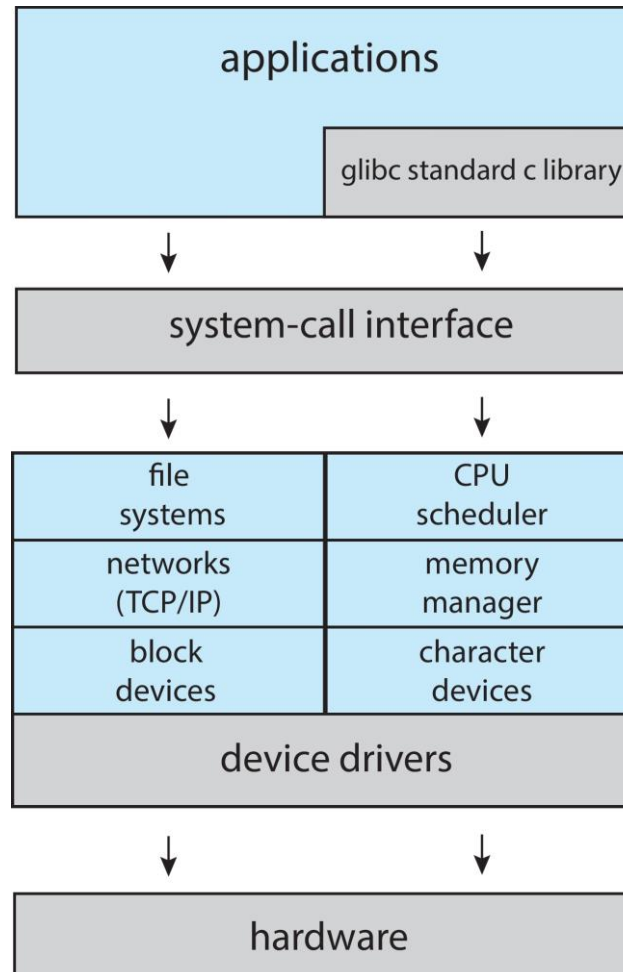 applications
glibc standard c library
system-call interface
file
systems
CPU
scheduler
networks
(TCP/IP)
memory
manager
block
devices
character
devices
device drivers
hardware